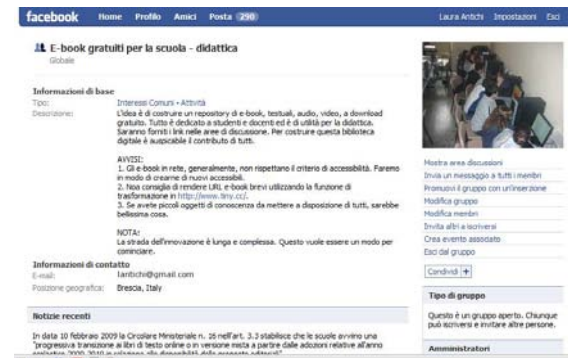 facebook Home Profilo Amici Posta 290 Laura Antichi Impostazioni Esci
E-book gratuiti per la scuola - didattica
Globale
Informazioni di base
Tipo: Interessi Comuni • Attività
Descrizione: L'idea è di costruire un repository di e-book, testuali, audio, video, a download
gratuito. Tutto è dedicato a studenti e docenti ed è di utilità per la didattica.
Saranno forniti i link nelle aree di discussione. Per costruire questa biblioteca
digitale è auspicabile il contributo di tutti.
AVVISI:
1. Gli e-book in rete, generalmente, non rispettano il criterio di accessibilità. Faremo
in modo di crearne di nuovi accessibili.
2. Noa consiglia di rendere URL e-book brevi utilizzando la funzione di
trasformazione in http://www.tiny.cc/.
3. Se avete piccoli oggetti di conoscenza da mettere a disposizione di tutti, sarebbe
bellissima cosa.
NOTA:
La strada dell'innovazione è lunga e complessa. Questo vuole essere un modo per
cominciare.
Informazioni di contatto
E-mail: lantichi@gmail.com
Posizione geografica: Brescia, Italy
Notizie recenti
In data 10 febbraio 2009 la Circolare Ministeriale n. 16 nell'art. 3.3 stabilisce che le scuole avviino una
"progressiva transizione ai libri di testo online o in versione mista a partire dalle adozioni relative all'anno
Mostra area discussioni
Invia un messaggio a tutti i membri
Promuovi il gruppo con un'inserzione
Modifica gruppo
Modifica membri
Invita altri a iscriversi
Crea evento associato
Esci dal gruppo
Condividi +
Tipo di gruppo
Questo è un gruppo aperto. Chiunque
può iscriversi e invitare altre persone.
Amministratori